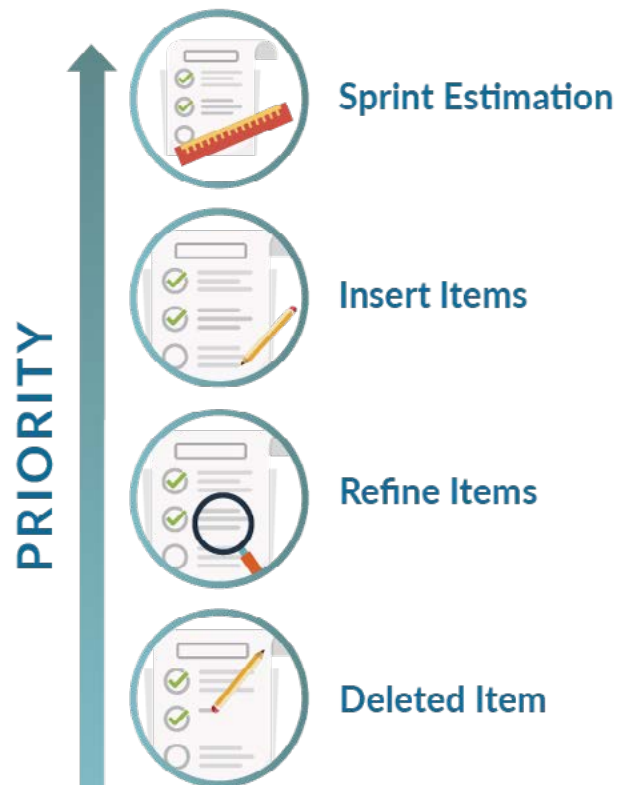 Sprint Estimation
Insert Items
PRIORITY
Refine Items
Deleted Item